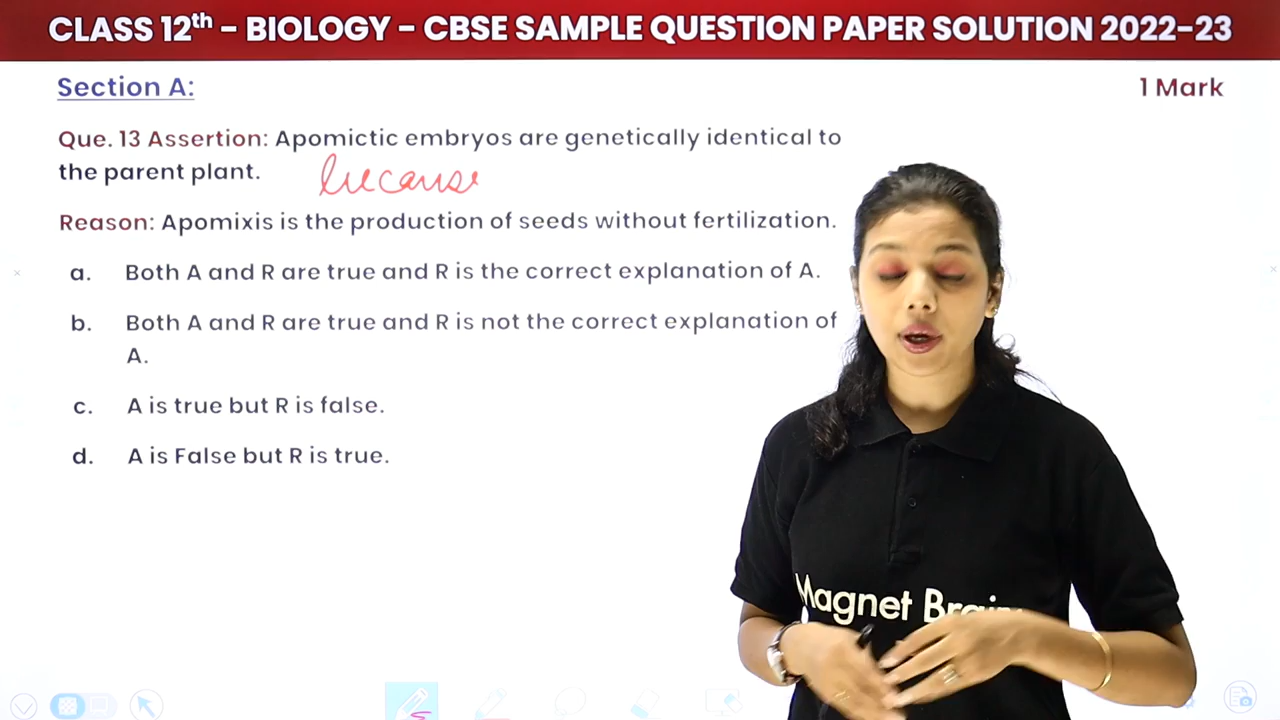 CLASS 12th – BIOLOGY – CBSE SAMPLE QUESTION PAPER SOLUTION 2022–23
Section A:
1 Mark
Que. 13 Assertion: Apomictic embryos are genetically identical to
the parent plant.
because
Reason: Apomixis is the production of seeds without fertilization.
a. Both A and R are true and R is the correct explanation of A.
b. Both A and R are true and R is not the correct explanation of
A.
c. A is true but R is false.
d. A is False but R is true.
Magnet Brains